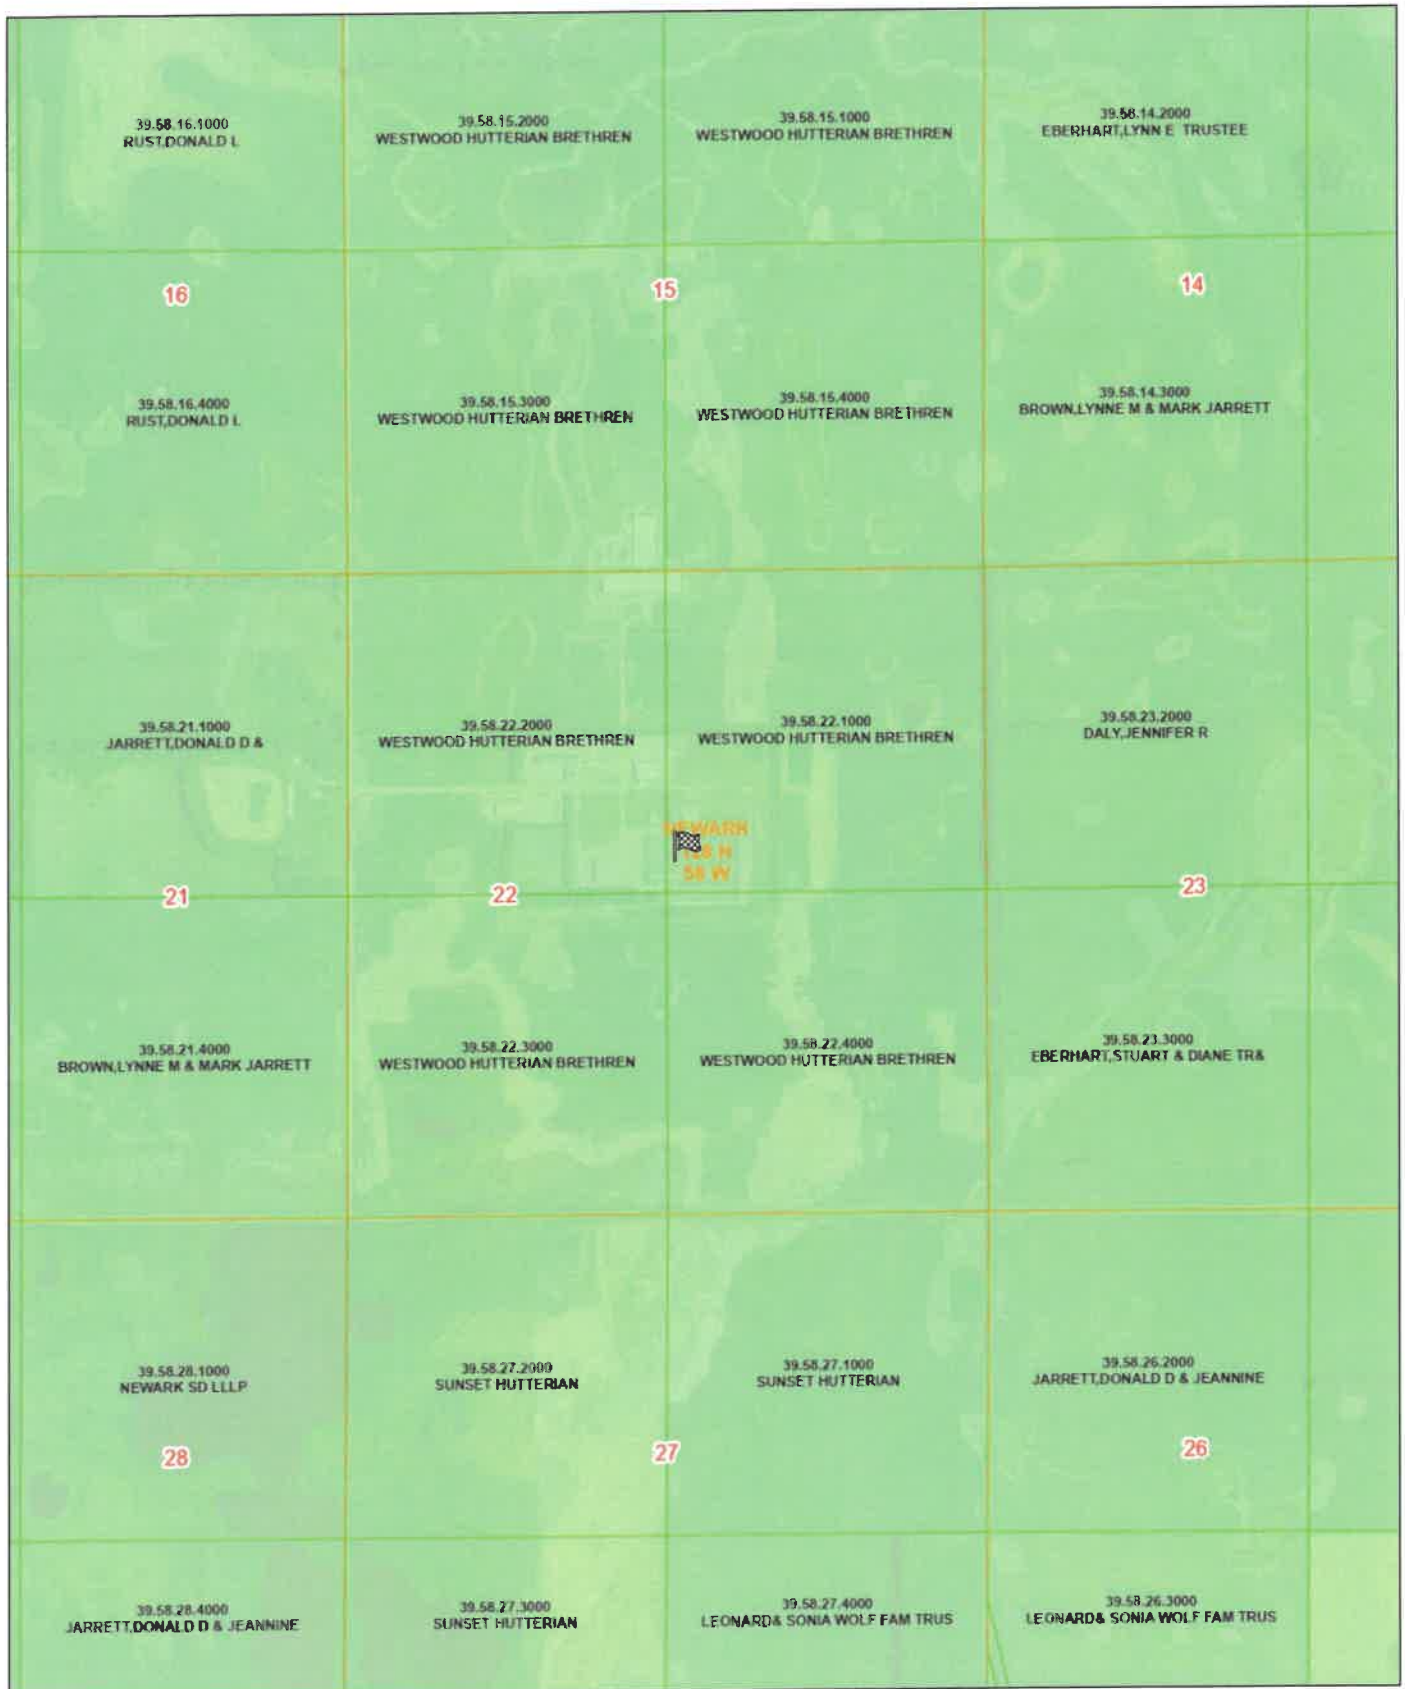 39.58.16.1000
RUST,DONALD L
39.58.15.2000
WESTWOOD HUTTERIAN BRETHREN
39.58.15.1000
WESTWOOD HUTTERIAN BRETHREN
39.58.14.2000
EBERHART,LYNN E TRUSTEE
16
15
14
39.58.16.4000
RUST,DONALD L
39.58.15.3000
WESTWOOD HUTTERIAN BRETHREN
39.58.15.4000
WESTWOOD HUTTERIAN BRETHREN
39.58.14.3000
BROWN,LYNNE M & MARK JARRETT
39.58.21.1000
JARRETT,DONALD D &
39.58.22.2000
WESTWOOD HUTTERIAN BRETHREN
39.58.22.1000
WESTWOOD HUTTERIAN BRETHREN
39.58.23.2000
DALY,JENNIFER R
NEWARK
N
58 W
21
22
23
39.58.21.4000
BROWN,LYNNE M & MARK JARRETT
39.58.22.3000
WESTWOOD HUTTERIAN BRETHREN
39.58.22.4000
WESTWOOD HUTTERIAN BRETHREN
39.58.23.3000
EBERHART,STUART & DIANE TR&
39.58.28.1000
NEWARK SD LLLP
39.58.27.2000
SUNSET HUTTERIAN
39.58.27.1000
SUNSET HUTTERIAN
39.58.26.2000
JARRETT,DONALD D & JEANNINE
28
27
26
39.58.28.4000
JARRETT,DONALD D & JEANNINE
39.58.27.3000
SUNSET HUTTERIAN
39.58.27.4000
LEONARD& SONIA WOLF FAM TRUS
39.58.26.3000
LEONARD& SONIA WOLF FAM TRUS